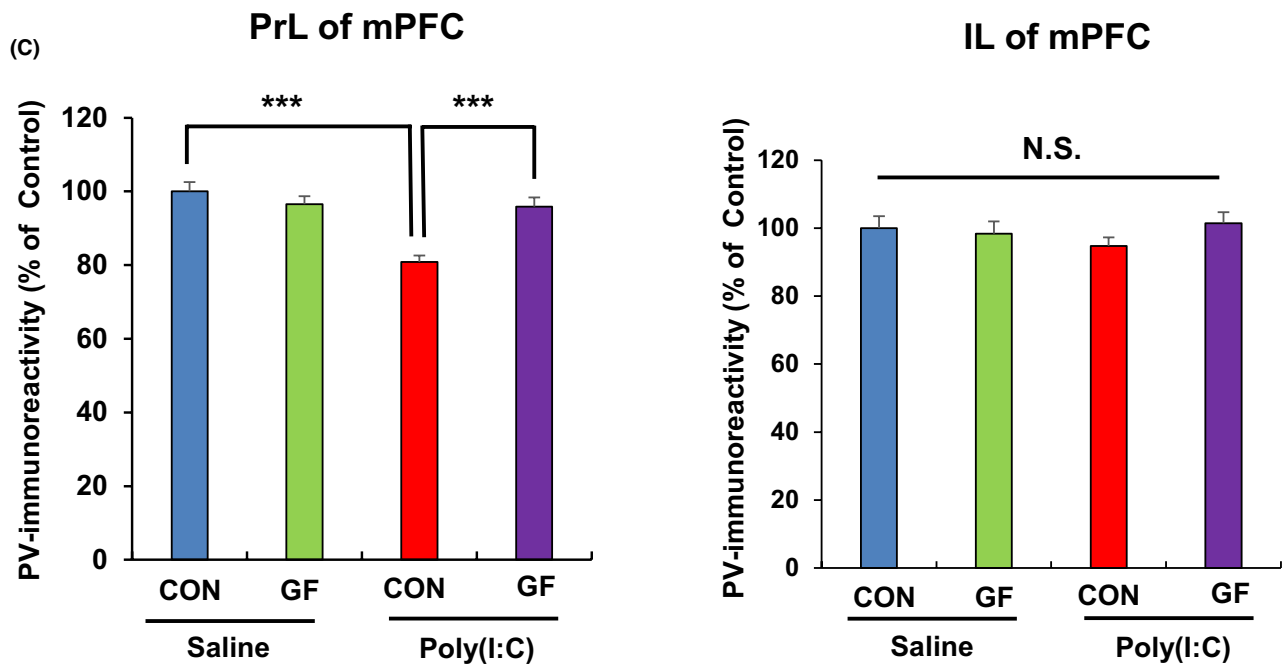 (C)
PrL of mPFC
PV-immunoreactivity (% of Control)
120
100
80
60
40
20
0
***
***
CON
GF
CON
GF
Saline
Poly(I:C)
IL of mPFC
PV-immunoreactivity (% of Control)
120
100
80
60
40
20
0
N.S.
CON
GF
CON
GF
Saline
Poly(I:C)